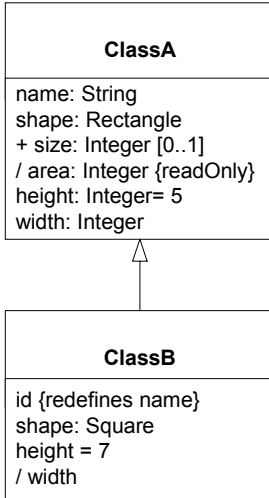 ClassA
name: String
shape: Rectangle
+ size: Integer [0..1]
/ area: Integer {readOnly}
height: Integer= 5
width: Integer
ClassB
id {redefines name}
shape: Square
height = 7
/ width